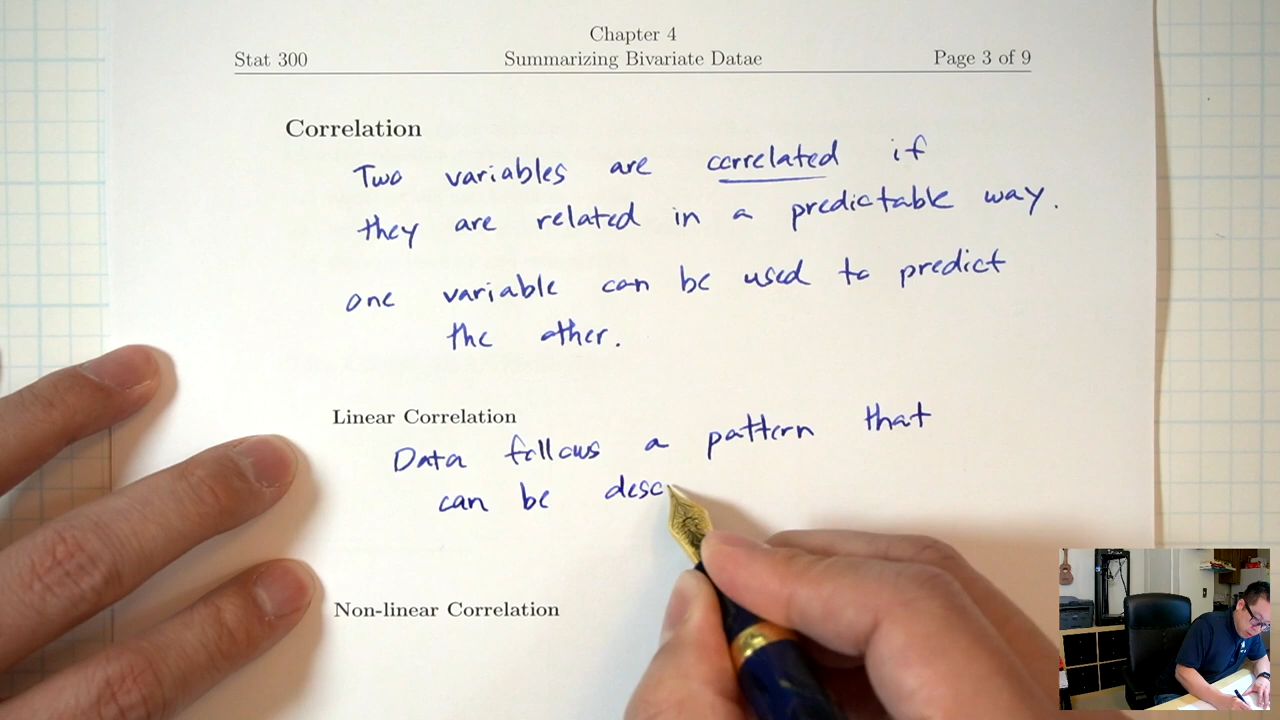 Chapter 4
Stat 300 Summarizing Bivariate Datae Page 3 of 9
Correlation
Two variables are correlated if
they are related in a predictable way.
one variable can be used to predict
the other.
Linear Correlation
Data follows a pattern that
can be desc
Non-linear Correlation